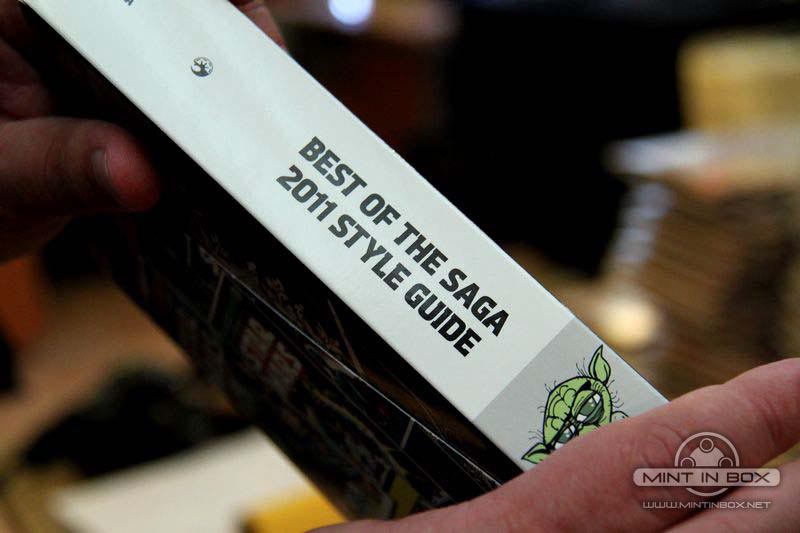 BEST OF THE SAGA
2011 STYLE GUIDE
MINT IN BOX
WWW.MINTINBOX.NET